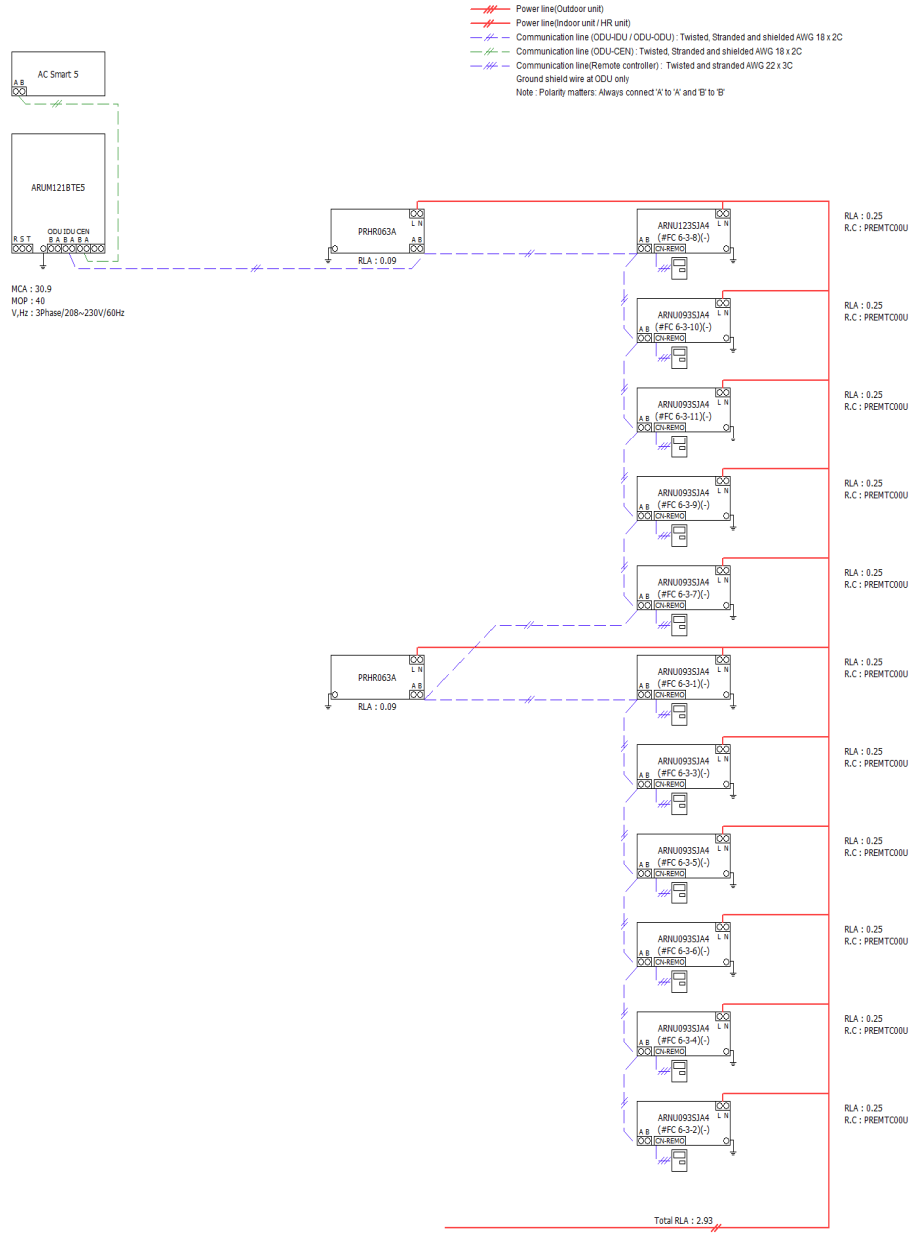 Power line(Outdoor unit)
Power line(Indoor unit / HR unit)
Communication line (ODU-IDU / ODU-ODU) : Twisted, Stranded and shielded AWG 18 x 2C
Communication line (ODU-CEN) : Twisted, Stranded and shielded AWG 18 x 2C
Communication line(Remote controller) : Twisted and stranded AWG 22 x 3C
Ground shield wire at ODU only
Note : Polarity matters: Always connect 'A' to 'A' and 'B' to 'B'
AC Smart 5
A B
ARUM121BTE5
ODU IDU CEN
R S T B A B A B A
MCA : 30.9
MOP : 40
V,Hz : 3Phase/208~230V/60Hz
L N
PRHR063A
A B
RLA : 0.09
L N
ARNU123SJA4
(#FC 6-3-8)(-)
A B
CN-REMO
RLA : 0.25
R.C : PREMTC00U
L N
ARNU093SJA4
(#FC 6-3-10)(-)
A B
CN-REMO
RLA : 0.25
R.C : PREMTC00U
L N
ARNU093SJA4
(#FC 6-3-11)(-)
A B
CN-REMO
RLA : 0.25
R.C : PREMTC00U
L N
ARNU093SJA4
(#FC 6-3-9)(-)
A B
CN-REMO
RLA : 0.25
R.C : PREMTC00U
L N
ARNU093SJA4
(#FC 6-3-7)(-)
A B
CN-REMO
RLA : 0.25
R.C : PREMTC00U
L N
PRHR063A
A B
RLA : 0.09
L N
ARNU093SJA4
(#FC 6-3-1)(-)
A B
CN-REMO
RLA : 0.25
R.C : PREMTC00U
L N
ARNU093SJA4
(#FC 6-3-3)(-)
A B
CN-REMO
RLA : 0.25
R.C : PREMTC00U
L N
ARNU093SJA4
(#FC 6-3-5)(-)
A B
CN-REMO
RLA : 0.25
R.C : PREMTC00U
L N
ARNU093SJA4
(#FC 6-3-6)(-)
A B
CN-REMO
RLA : 0.25
R.C : PREMTC00U
L N
ARNU093SJA4
(#FC 6-3-4)(-)
A B
CN-REMO
RLA : 0.25
R.C : PREMTC00U
L N
ARNU093SJA4
(#FC 6-3-2)(-)
A B
CN-REMO
RLA : 0.25
R.C : PREMTC00U
Total RLA : 2.93